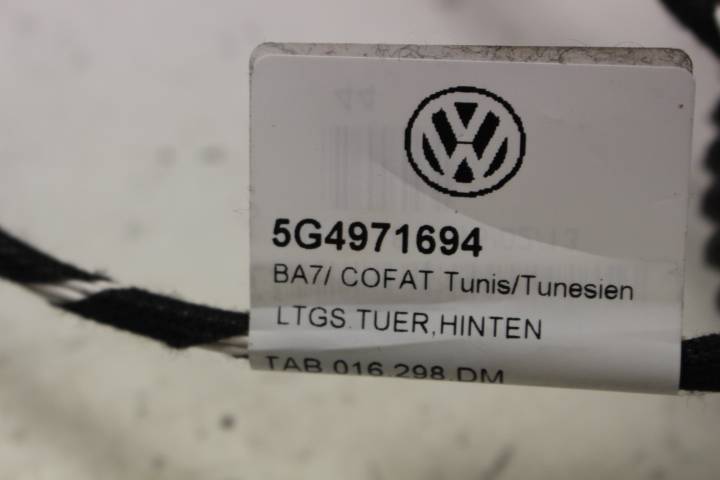 5G4971694
BA7/ COFAT Tunis/Tunesien
LTGS.TUER,HINTEN
TAB 016 298 DM